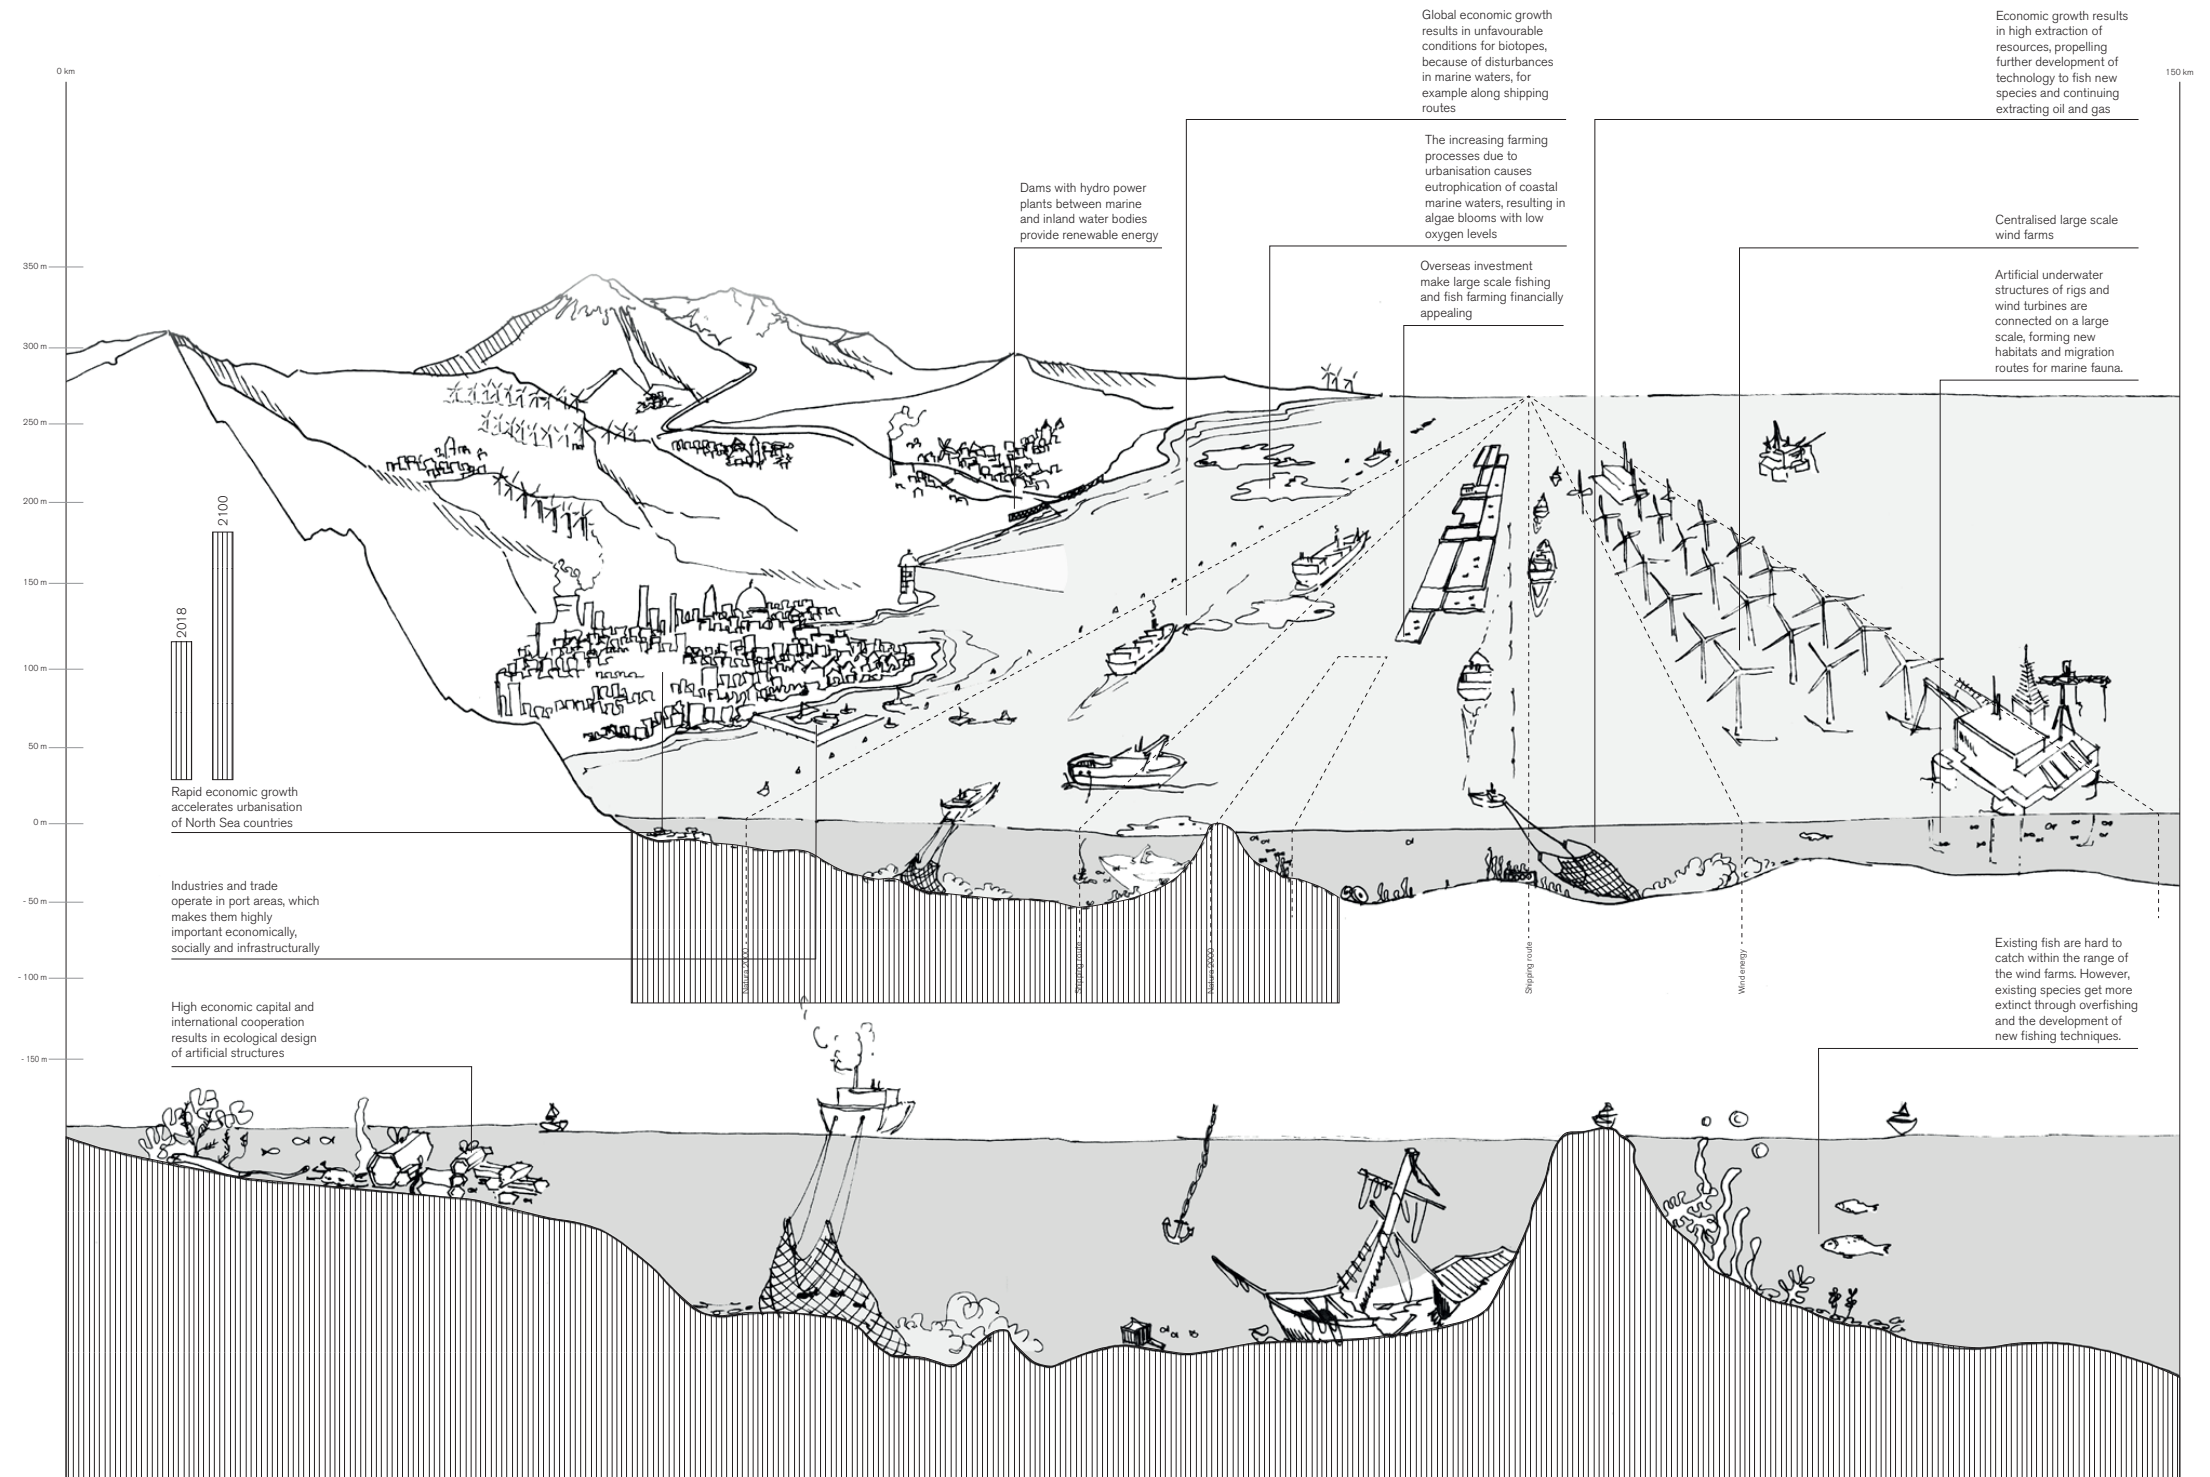 Global economic growth
results in unfavourable
conditions for biotopes,
because of disturbances
in marine waters, for
example along shipping
routes
Economic growth results
in high extraction of
resources, propelling
further development of
technology to fish new
species and continuing
extracting oil and gas
0 km
150 km
The increasing farming
processes due to
urbanisation causes
eutrophication of coastal
marine waters, resulting in
algae blooms with low
oxygen levels
Dams with hydro power
plants between marine
and inland water bodies
provide renewable energy
Centralised large scale
wind farms
Overseas investment
make large scale fishing
and fish farming financially
appealing
Artificial underwater
structures of rigs and
wind turbines are
connected on a large
scale, forming new
habitats and migration
routes for marine fauna.
350 m
300 m
250 m
200 m
150 m
100 m
50 m
0 m
- 50 m
- 100 m
- 150 m
2018
2100
Rapid economic growth
accelerates urbanisation
of North Sea countries
Industries and trade
operate in port areas, which
makes them highly
important economically,
socially and infrastructurally
High economic capital and
international cooperation
results in ecological design
of artificial structures
Natura 2000
Shipping route
Natura 2000
Shipping route
Wind energy
Existing fish are hard to
catch within the range of
the wind farms. However,
existing species get more
extinct through overfishing
and the development of
new fishing techniques.